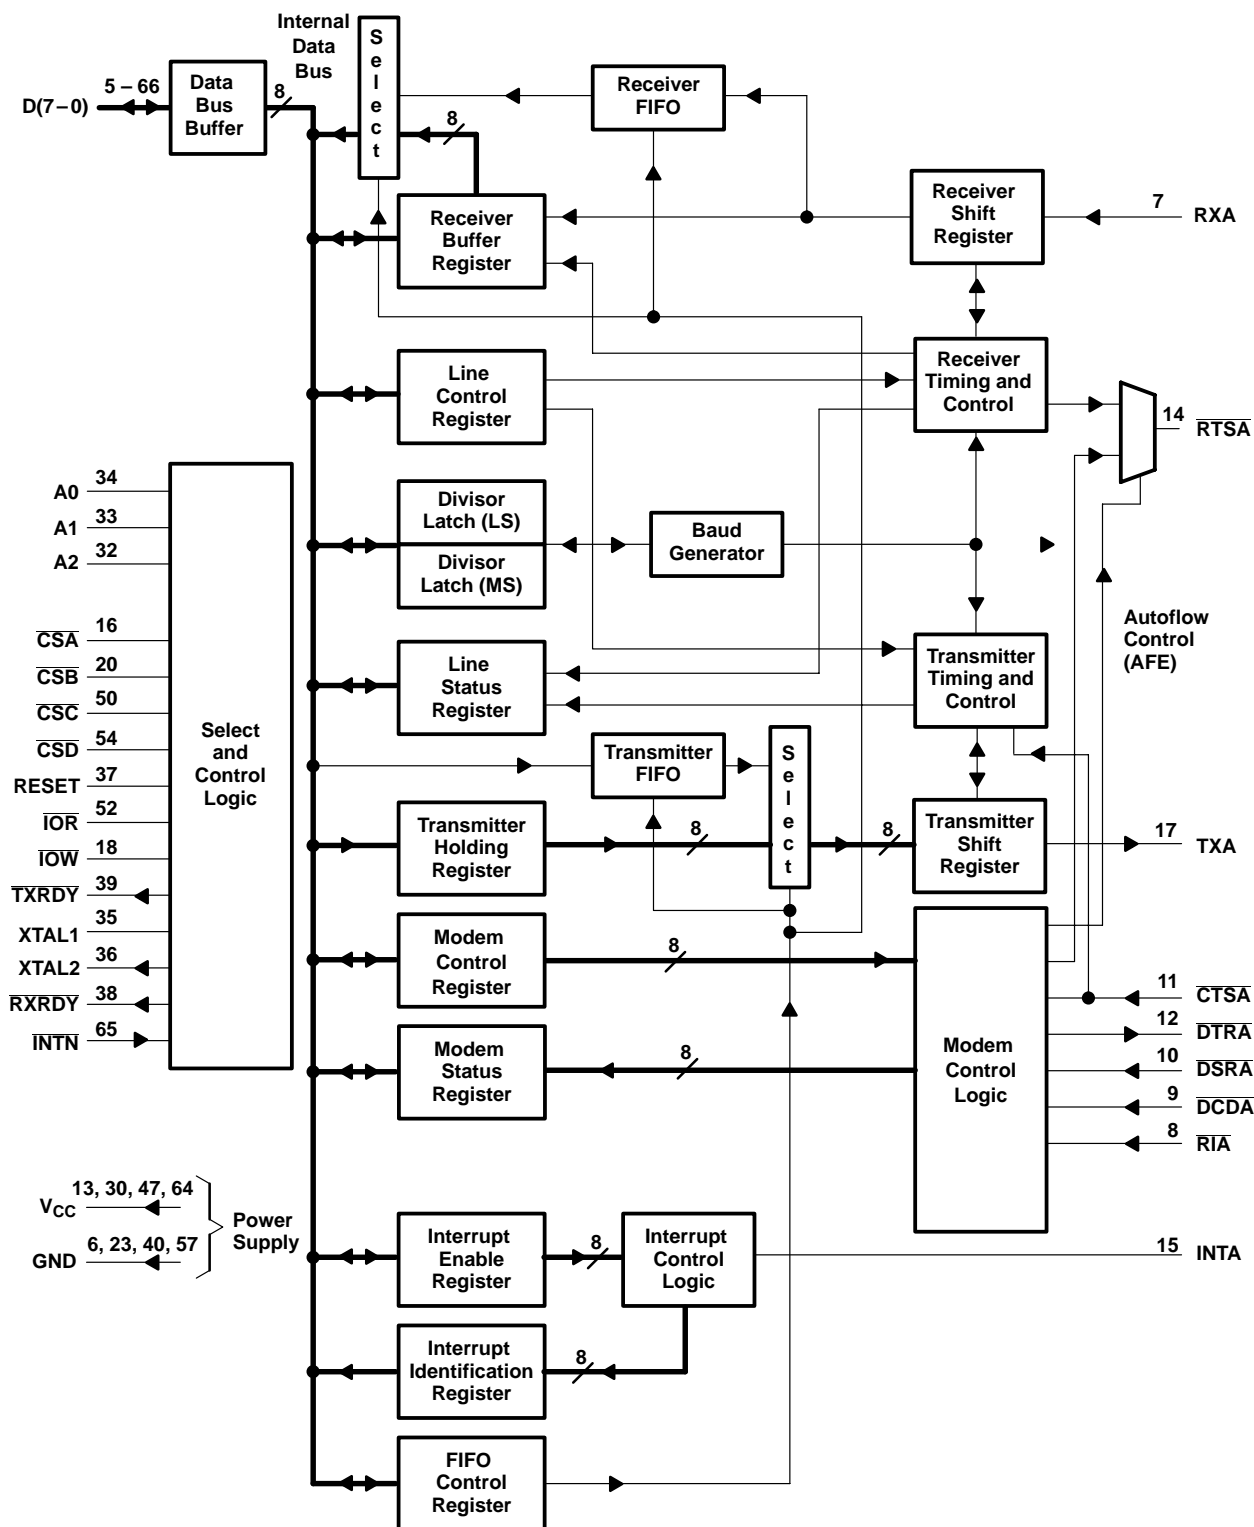 Internal
Data
Bus
S
e
l
e
c
t
5 – 66
D(7–0)
Data
Bus
Buffer
8
8
Receiver
FIFO
Receiver
Buffer
Register
Receiver
Shift
Register
7
RXA
Line
Control
Register
Receiver
Timing and
Control
14
RTSA
Divisor
Latch (LS)
Divisor
Latch (MS)
Baud
Generator
Autoflow
Control
(AFE)
Line
Status
Register
Transmitter
Timing and
Control
A0
34
A1
33
A2
32
CSA
16
CSB
20
CSC
50
CSD
54
RESET
37
IOR
52
IOW
18
TXRDY
39
XTAL1
35
XTAL2
36
RXRDY
38
INTN
65
Select
and
Control
Logic
Transmitter
FIFO
S
e
l
e
c
t
Transmitter
Holding
Register
8
8
Transmitter
Shift
Register
17
TXA
Modem
Control
Register
8
Modem
Status
Register
8
Modem
Control
Logic
11
CTSA
12
DTRA
10
DSRA
9
DCDA
8
RIA
VCC
13, 30, 47, 64
GND
6, 23, 40, 57
Power
Supply
Interrupt
Enable
Register
8
Interrupt
Control
Logic
15
INTA
Interrupt
Identification
Register
8
FIFO
Control
Register